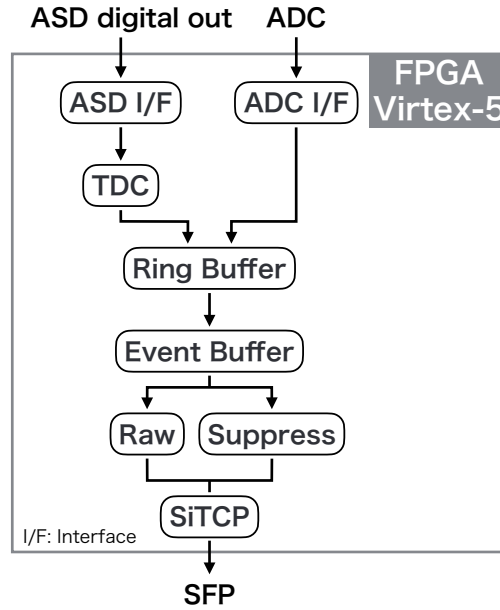 ASD digital out
ADC
FPGA
Virtex-5
ASD I/F
ADC I/F
TDC
Ring Buffer
Event Buffer
Raw
Suppress
SiTCP
I/F: Interface
SFP